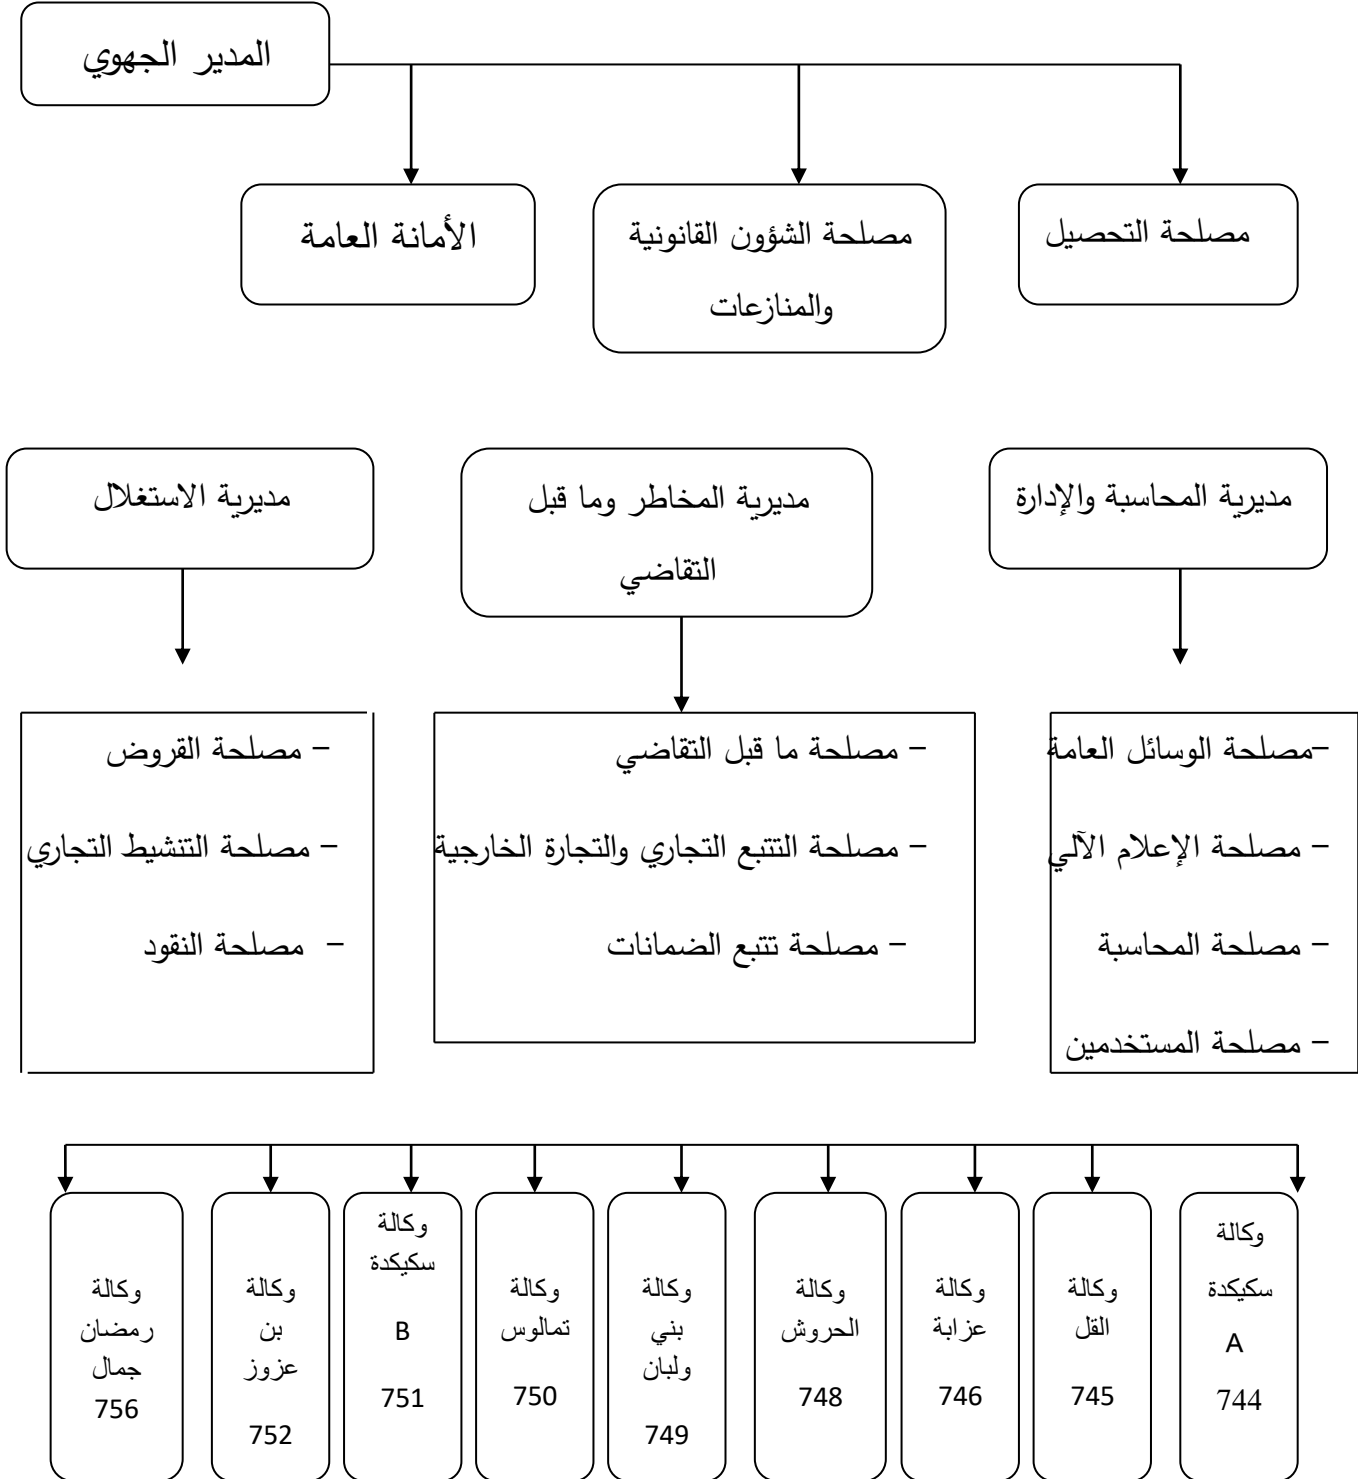 المدير الجهوي
مصلحة التحصيل
مصلحة الشؤون القانونية
والمنازعات
الأمانة العامة
مديرية المحاسبة والإدارة
مديرية المخاطر وما قبل
التقاضي
مديرية الاستغلال
–مصلحة الوسائل العامة
– مصلحة الإعلام الآلي
– مصلحة المحاسبة
– مصلحة المستخدمين
– مصلحة ما قبل التقاضي
– مصلحة التتبع التجاري والتجارة الخارجية
– مصلحة تتبع الضمانات
– مصلحة القروض
– مصلحة التنشيط التجاري
– مصلحة النقود
وكالة
سكيكدة
A
744
وكالة
القل
745
وكالة
عزابة
746
وكالة
الحروش
748
وكالة
بني
ولبان
749
وكالة
تمالوس
750
وكالة
سكيكدة
B
751
وكالة
بن
عزوز
752
وكالة
رمضان
جمال
756